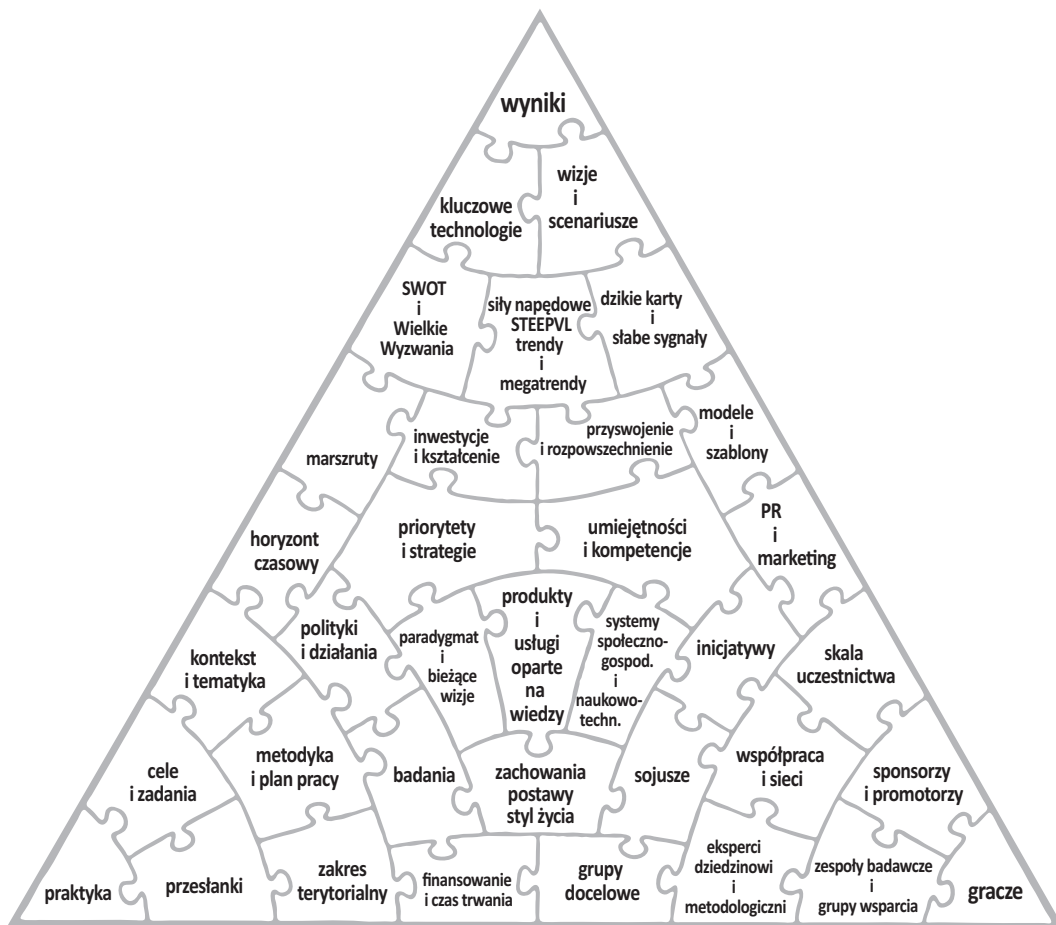 wyniki
kluczowe
technologie
wizje
i
scenariusze
SWOT
i
Wielkie
Wyzwania
siły napędowe
STEEPVL
trendy
i
megatrendy
dzikie karty
i
słabe sygnały
marszruty
inwestycje
i kształcenie
przyswojenie
i rozpowszechnienie
modele
i
szablony
horyzont
czasowy
priorytety
i strategie
umiejętności
i kompetencje
PR
i
marketing
kontekst
i tematyka
polityki
i działania
paradygmat
i
bieżące
wizje
produkty
i
usługi
oparte
na
wiedzy
systemy
społeczno-
gospod.
i
naukowo-
techn.
inicjatywy
skala
uczestnictwa
cele
i zadania
metodyka
i plan pracy
badania
zachowania
postawy
styl życia
sojusze
współpraca
i sieci
sponsorzy
i promotorzy
praktyka
przesłanki
zakres
terytorialny
finansowanie
i czas trwania
grupy
docelowe
eksperci
dziedzinowi
i
metodologiczni
zespoły badawcze
i
grupy wsparcia
gracze